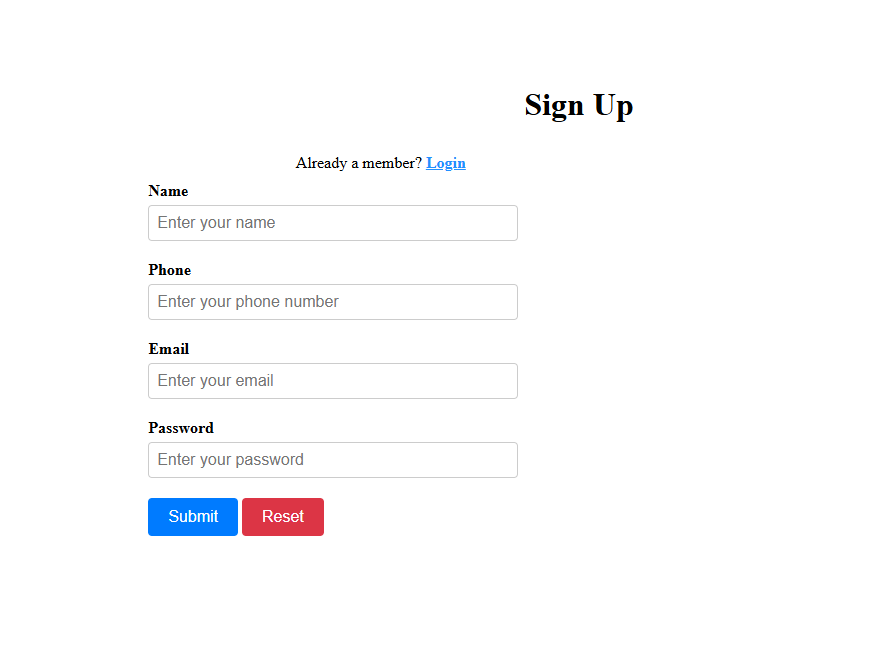 Sign Up
Already a member? Login
Name
Enter your name
Phone
Enter your phone number
Email
Enter your email
Password
Enter your password
Submit Reset